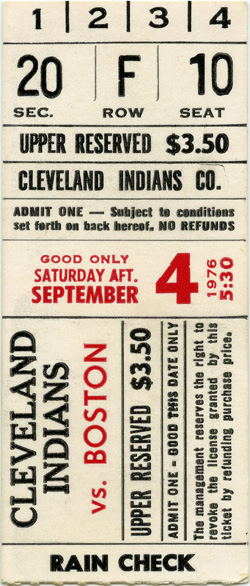 1 2 3 4
20 F 10
SEC. ROW SEAT
UPPER RESERVED $3.50
CLEVELAND INDIANS CO.
ADMIT ONE — Subject to conditions
set forth on back hereof. NO REFUNDS
GOOD ONLY
SATURDAY AFT.
SEPTEMBER
4
1976
5:30
CLEVELAND
INDIANS
vs. BOSTON
UPPER RESERVED $3.50
ADMIT ONE – GOOD THIS DATE ONLY
The management reserves the right to
revoke the license granted by this
ticket by refunding purchase price.
RAIN CHECK